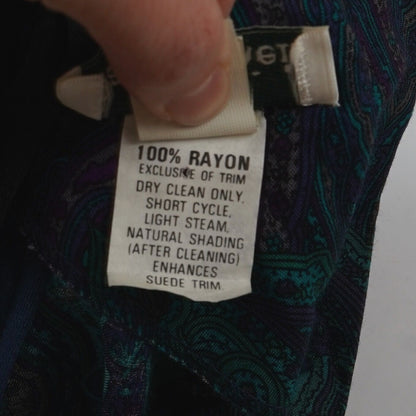 100% RAYON
EXCLUSIVE OF TRIM
DRY CLEAN ONLY,
SHORT CYCLE,
LIGHT STEAM,
NATURAL SHADING
(AFTER CLEANING)
ENHANCES
SUEDE TRIM.